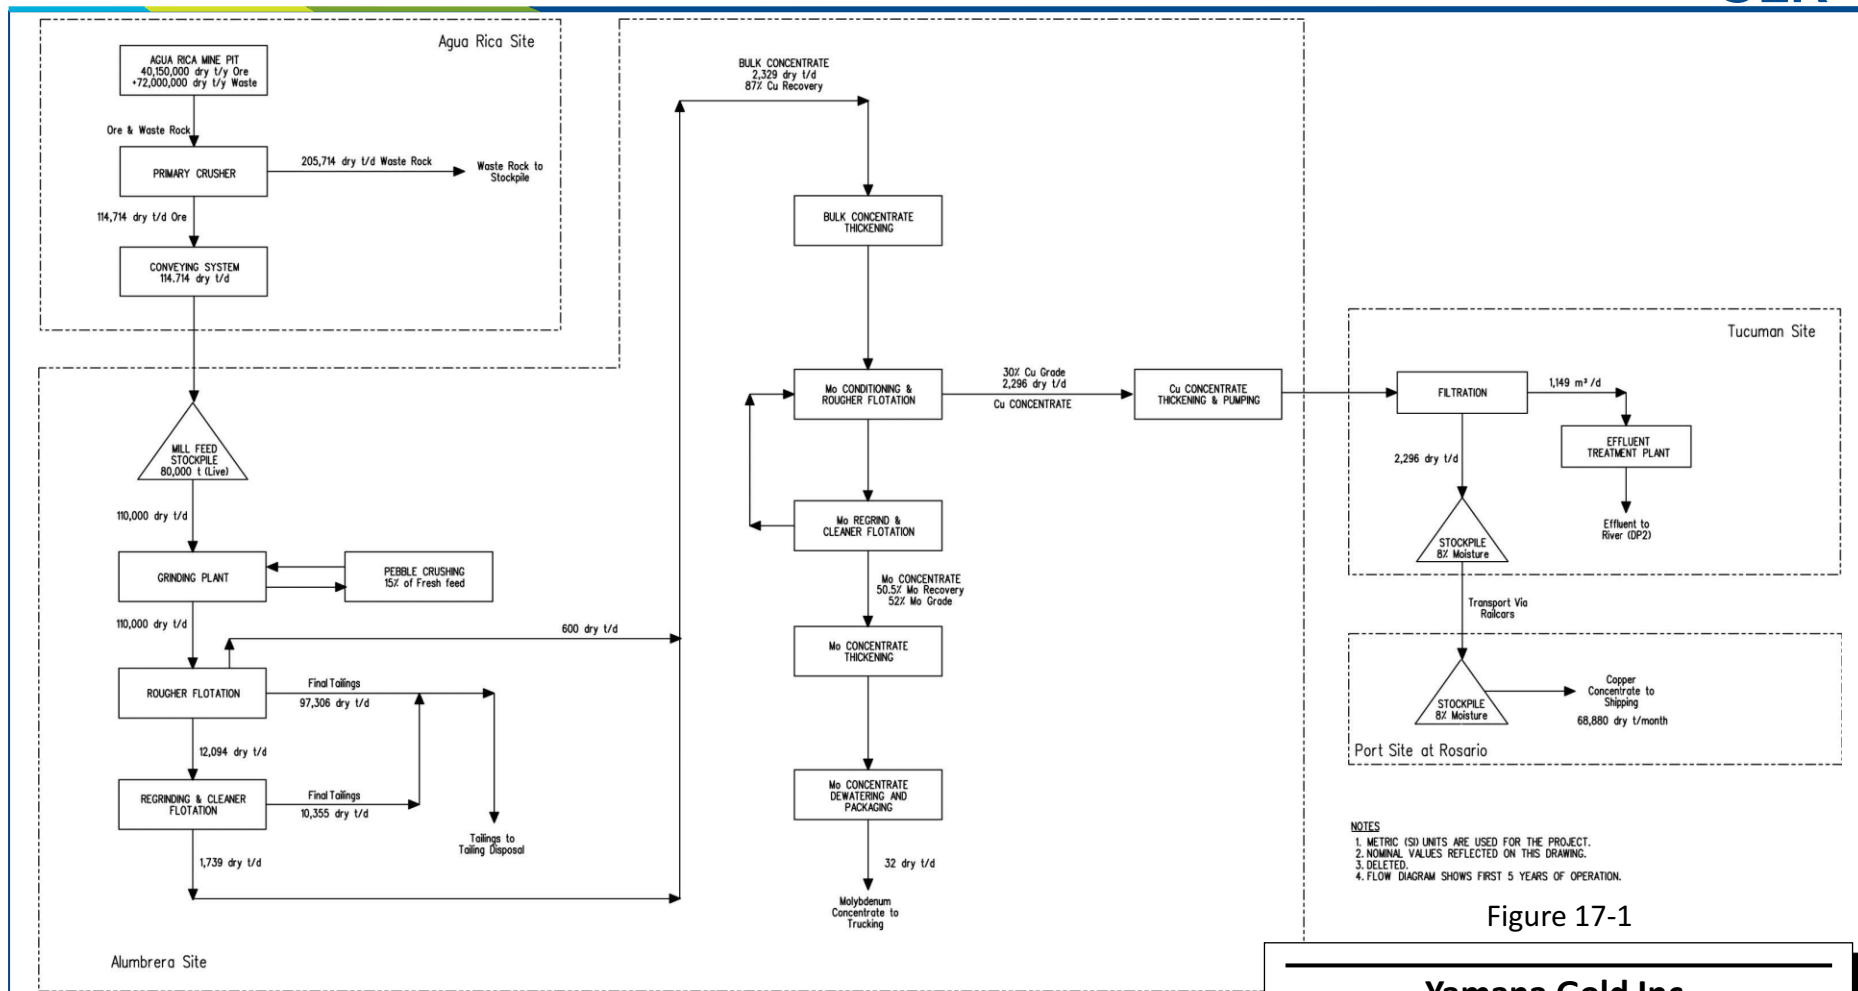 Agua Rica Site
AGUA RICA MINE PIT
40,150,000 dry t/y Ore
+72,000,000 dry t/y Waste
Ore & Waste Rock
PRIMARY CRUSHER
205,714 dry t/d Waste Rock
Waste Rock to
Stockpile
114,714 dry t/d Ore
CONVEYING SYSTEM
114.714 dry t/d
MILL FEED
STOCKPILE
80,000 t (Live)
110,000 dry t/d
GRINDING PLANT
PEBBLE CRUSHING
15% of Fresh feed
110,000 dry t/d
600 dry t/d
ROUGHER FLOTATION
Final Tailings
97,306 dry t/d
12,094 dry t/d
REGRINDING & CLEANER
FLOTATION
Final Tailings
10,355 dry t/d
Tailings to
Tailing Disposal
1,739 dry t/d
Alumbrera Site
BULK CONCENTRATE
2,329 dry t/d
87% Cu Recovery
BULK CONCENTRATE
THICKENING
Mo CONDITIONING &
ROUGHER FLOTATION
30% Cu Grade
2,296 dry t/d
Cu CONCENTRATE
Cu CONCENTRATE
THICKENING & PUMPING
Mo REGRIND &
CLEANER FLOTATION
Mo CONCENTRATE
50.5% Mo Recovery
52% Mo Grade
Mo CONCENTRATE
THICKENING
Mo CONCENTRATE
DEWATERING AND
PACKAGING
32 dry t/d
Molybdenum
Concentrate to
Trucking
Tucuman Site
FILTRATION
1,149 m³/d
EFFLUENT
TREATMENT PLANT
2,296 dry t/d
Effluent to
River (DP2)
STOCKPILE
8% Moisture
Transport Via
Railcars
STOCKPILE
8% Moisture
Copper
Concentrate to
Shipping
68,880 dry t/month
Port Site at Rosario
NOTES
1. METRIC (SI) UNITS ARE USED FOR THE PROJECT.
2. NOMINAL VALUES REFLECTED ON THIS DRAWING.
3. DELETED.
4. FLOW DIAGRAM SHOWS FIRST 5 YEARS OF OPERATION.
Figure 17-1
Yamana Gold Inc.